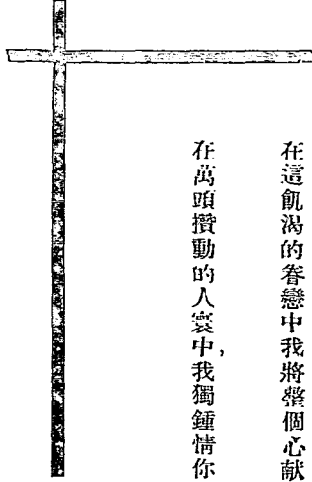 在這飢渴的眷戀中我將整個心献
在萬頭攢動的人寰中，我獨鍾情你